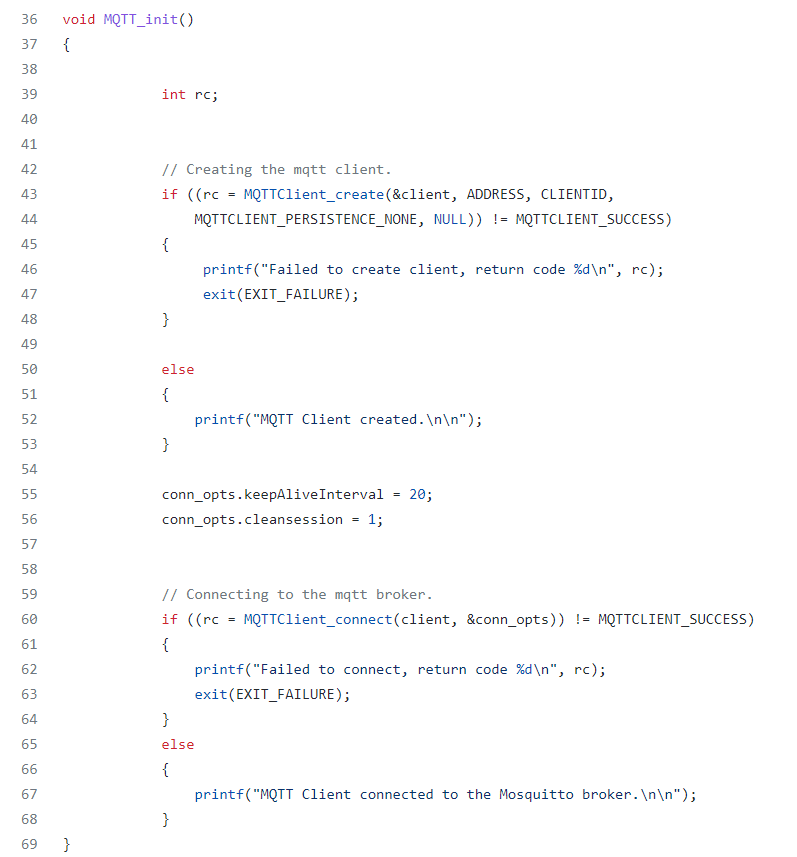 36 void MQTT_init()
37 {
38
39 int rc;
40
41
42 // Creating the mqtt client.
43 if ((rc = MQTTClient_create(&client, ADDRESS, CLIENTID,
44 MQTTCLIENT_PERSISTENCE_NONE, NULL)) != MQTTCLIENT_SUCCESS)
45 {
46 printf("Failed to create client, return code %d\n", rc);
47 exit(EXIT_FAILURE);
48 }
49
50 else
51 {
52 printf("MQTT Client created.\n\n");
53 }
54
55 conn_opts.keepAliveInterval = 20;
56 conn_opts.cleansession = 1;
57
58
59 // Connecting to the mqtt broker.
60 if ((rc = MQTTClient_connect(client, &conn_opts)) != MQTTCLIENT_SUCCESS)
61 {
62 printf("Failed to connect, return code %d\n", rc);
63 exit(EXIT_FAILURE);
64 }
65 else
66 {
67 printf("MQTT Client connected to the Mosquitto broker.\n\n");
68 }
69 }